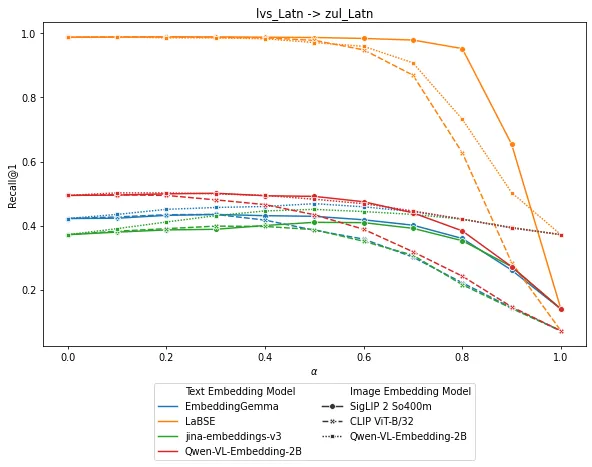 lvs_Latn -> zul_Latn
Recall@1
1.0
0.8
0.6
0.4
0.2
0.0 0.2 0.4 0.6 0.8 1.0
α
Text Embedding Model Image Embedding Model
EmbeddingGemma SigLIP 2 So400m
LaBSE CLIP ViT-B/32
jina-embeddings-v3 Qwen-VL-Embedding-2B
Qwen-VL-Embedding-2B